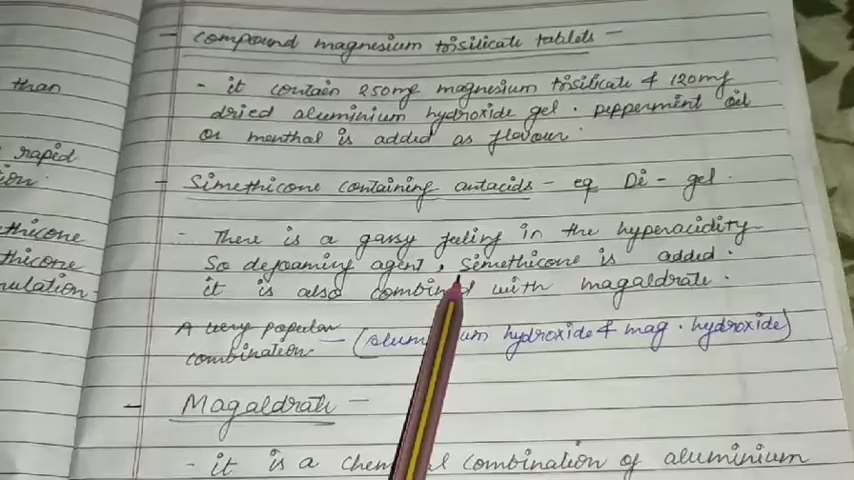 than
rapid
ion.
thicone
thicone
nulation.
- compound magnesium trisilicate tablets -
- it contain 250mg magnesium trisilicate & 120mg
dried aluminium hydroxide gel. peppermint oil
or menthal is added as flavour.
- Simethicone containing antacids - eg Di-gel.
- There is a gassy feeling in the hyperacidity
So defoaming agent, Simethicone is added.
it is also combined with magaldrate.
A very popular
combination - (aluminium hydroxide & mag. hydroxide)
- Magaldrate -
- it is a chemical combination of aluminium